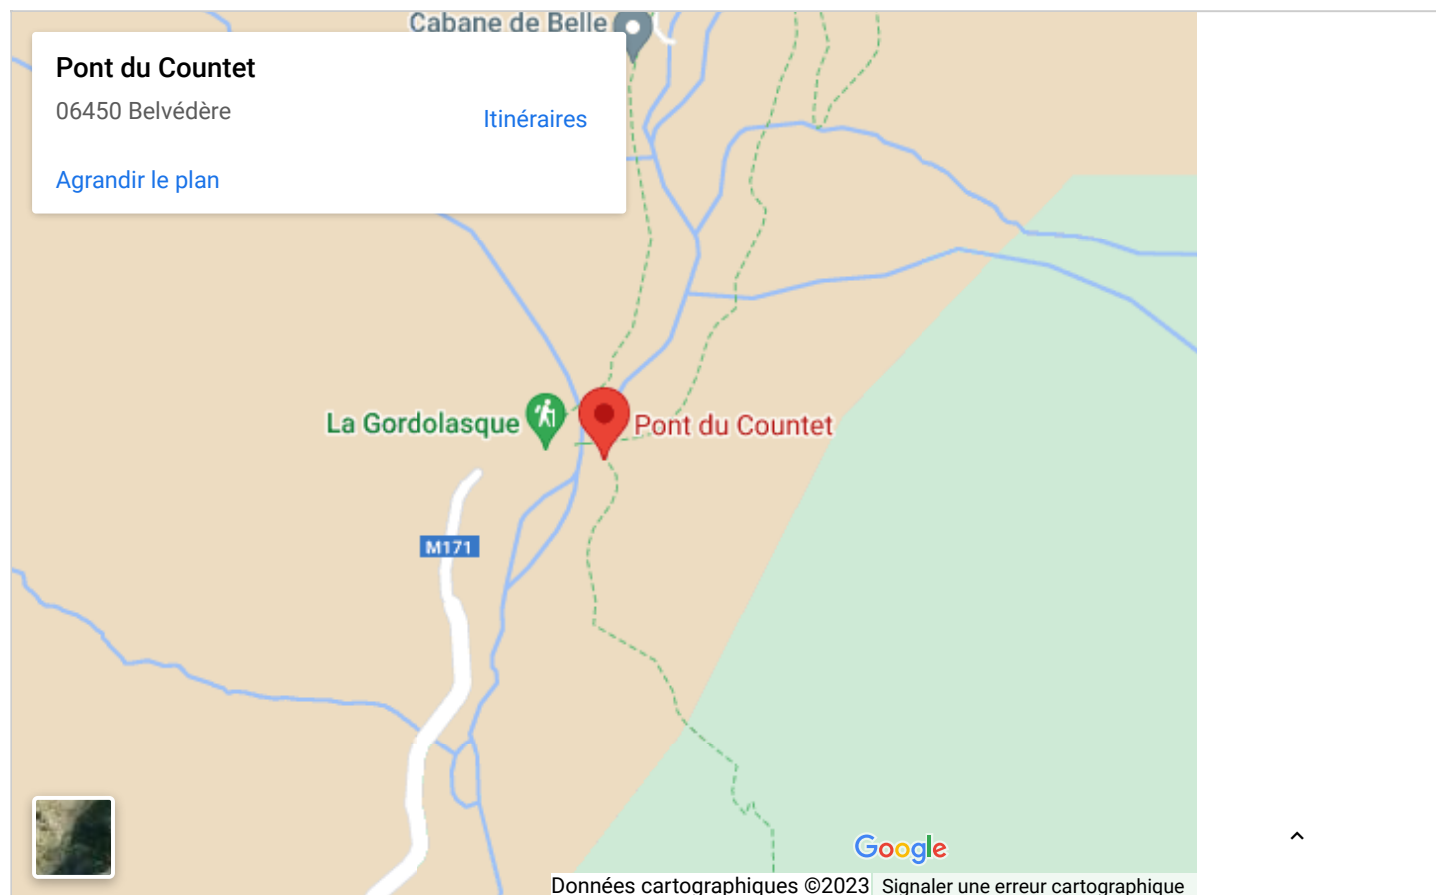 Cabane de Belle
Pont du Countet
06450 Belvédère
Itinéraires
Agrandir le plan
La Gordolasque
Pont du Countet
M171
Google
Données cartographiques ©2023
Signaler une erreur cartographique